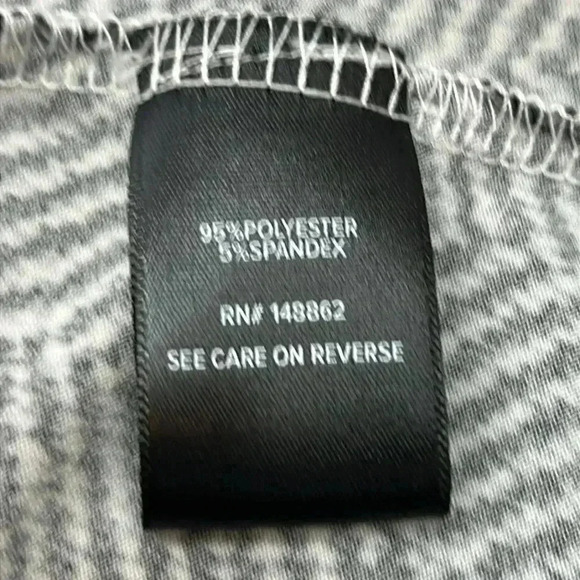 95%POLYESTER
5%SPANDEX
RN# 148862
SEE CARE ON REVERSE